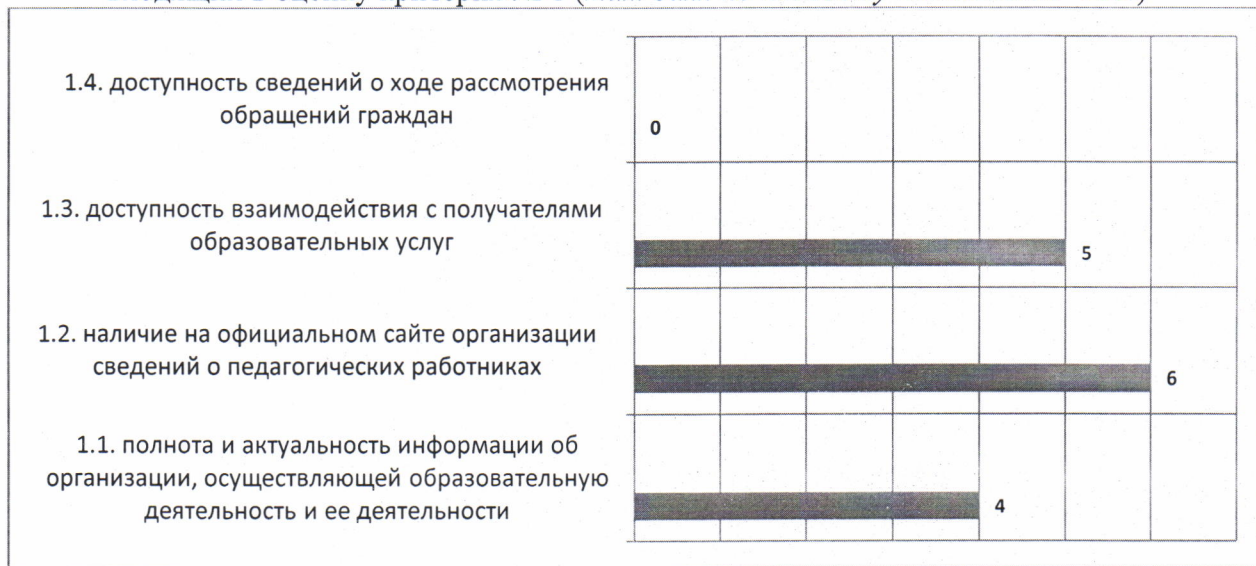 1.4. доступность сведений о ходе рассмотрения
обращений граждан
0
1.3. доступность взаимодействия с получателями
образовательных услуг
5
1.2. наличие на официальном сайте организации
сведений о педагогических работниках
6
1.1. полнота и актуальность информации об
организации, осуществляющей образовательную
деятельность и ее деятельности
4